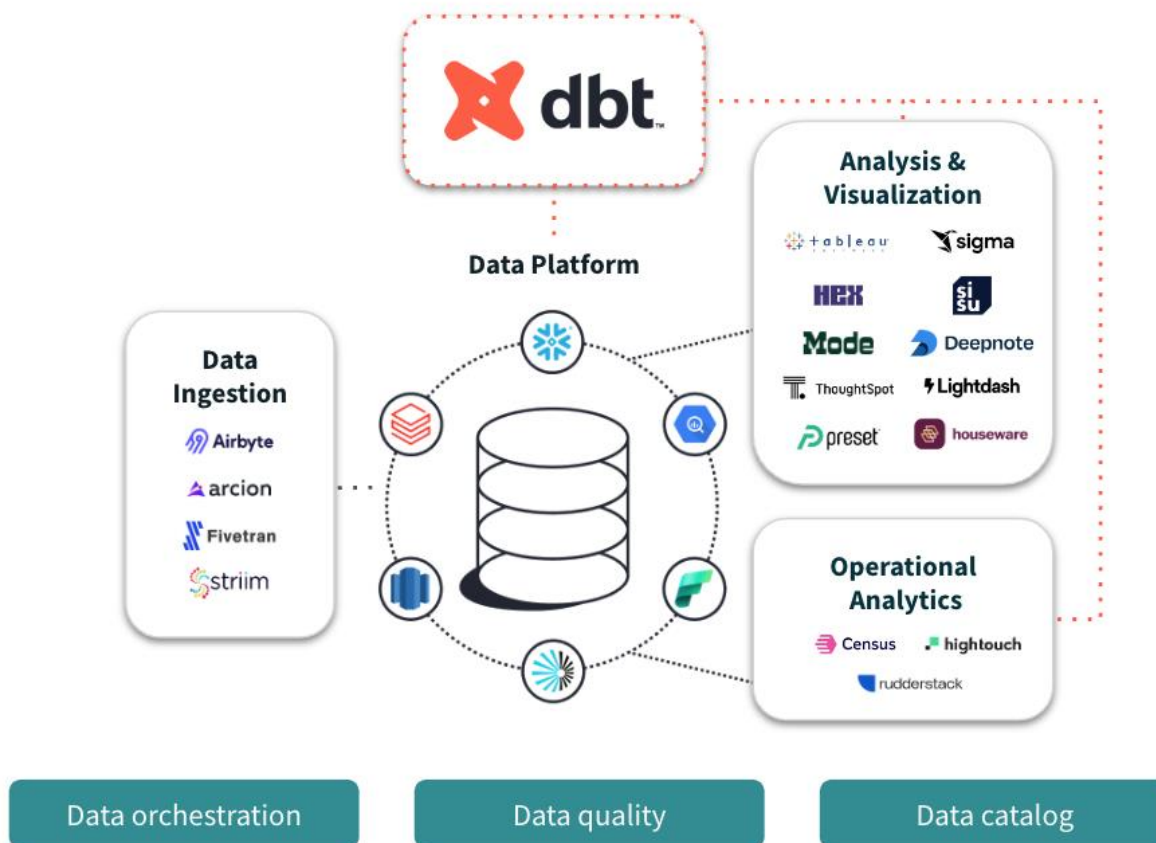 dbt
TM
Data Platform
Data
Ingestion
Airbyte
arcion
Fivetran
striim
Analysis &
Visualization
+ a b l e a u
sigma
HEX
si
su
Mode
Deepnote
ThoughtSpot
Lightdash
preset
houseware
Operational
Analytics
Census
hightouch
rudderstack
Data orchestration
Data quality
Data catalog